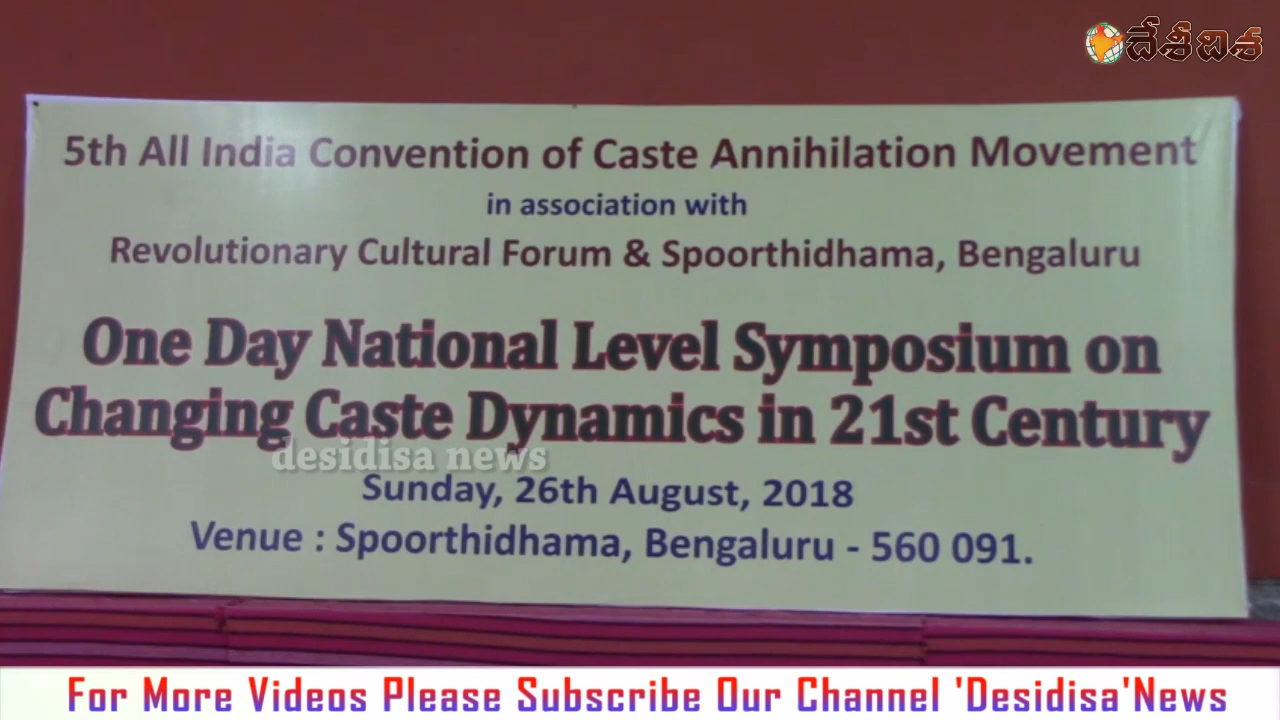 దేశీదిశ
5th All India Convention of Caste Annihilation Movement
in association with
Revolutionary Cultural Forum & Spoorthidhama, Bengaluru
One Day National Level Symposium on
Changing Caste Dynamics in 21st Century
desidisa news
Sunday, 26th August, 2018
Venue : Spoorthidhama, Bengaluru - 560 091.
For More Videos Please Subscribe Our Channel 'Desidisa'News